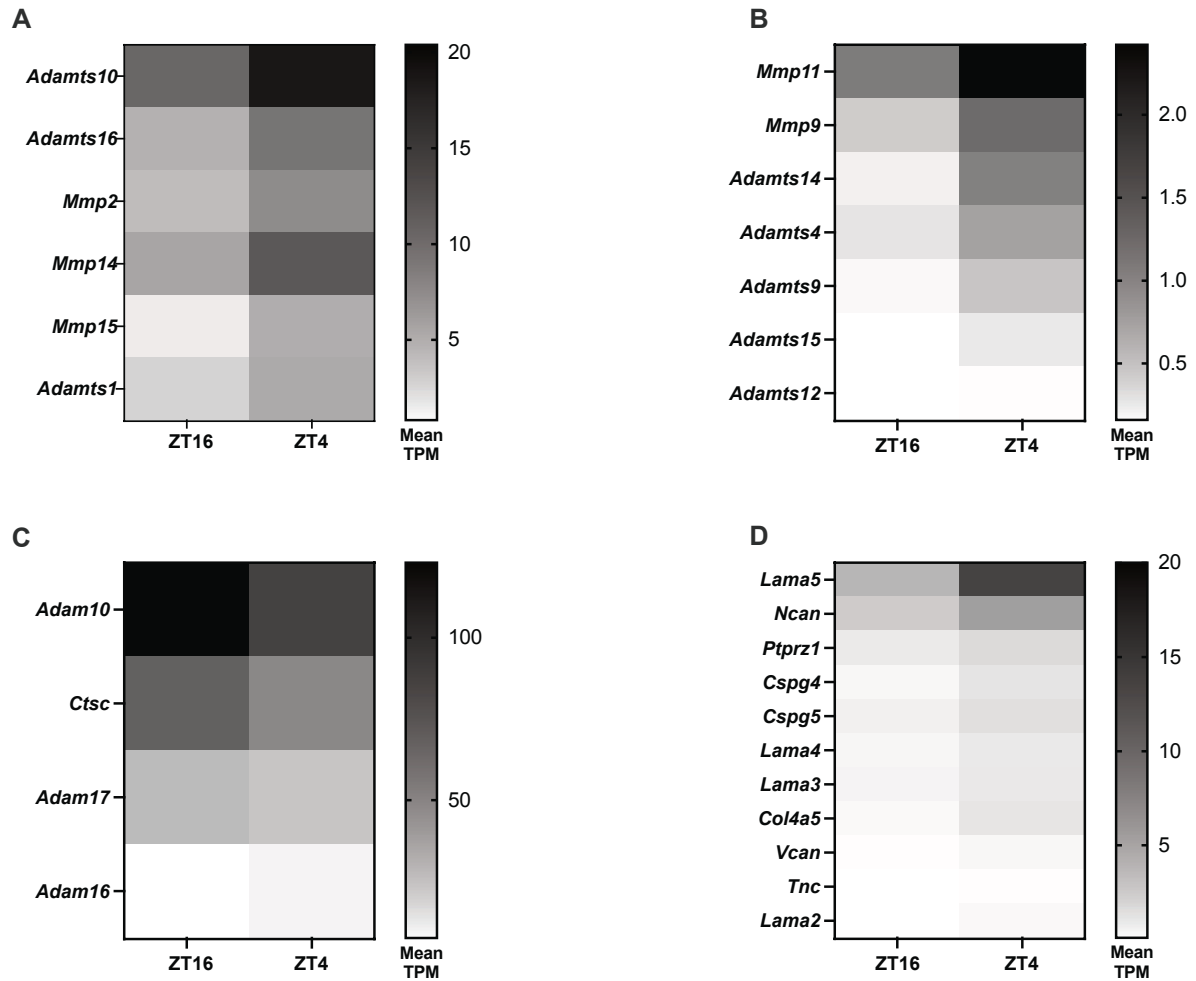 A
Adamts10
Adamts16
Mmp2
Mmp14
Mmp15
Adamts1
ZT16 ZT4
20
15
10
5
Mean
TPM
B
Mmp11
Mmp9
Adamts14
Adamts4
Adamts9
Adamts15
Adamts12
ZT16 ZT4
2.0
1.5
1.0
0.5
Mean
TPM
C
Adam10
Ctsc
Adam17
Adam16
ZT16 ZT4
100
50
Mean
TPM
D
Lama5
Ncan
Ptprz1
Cspg4
Cspg5
Lama4
Lama3
Col4a5
Vcan
Tnc
Lama2
ZT16 ZT4
20
15
10
5
Mean
TPM